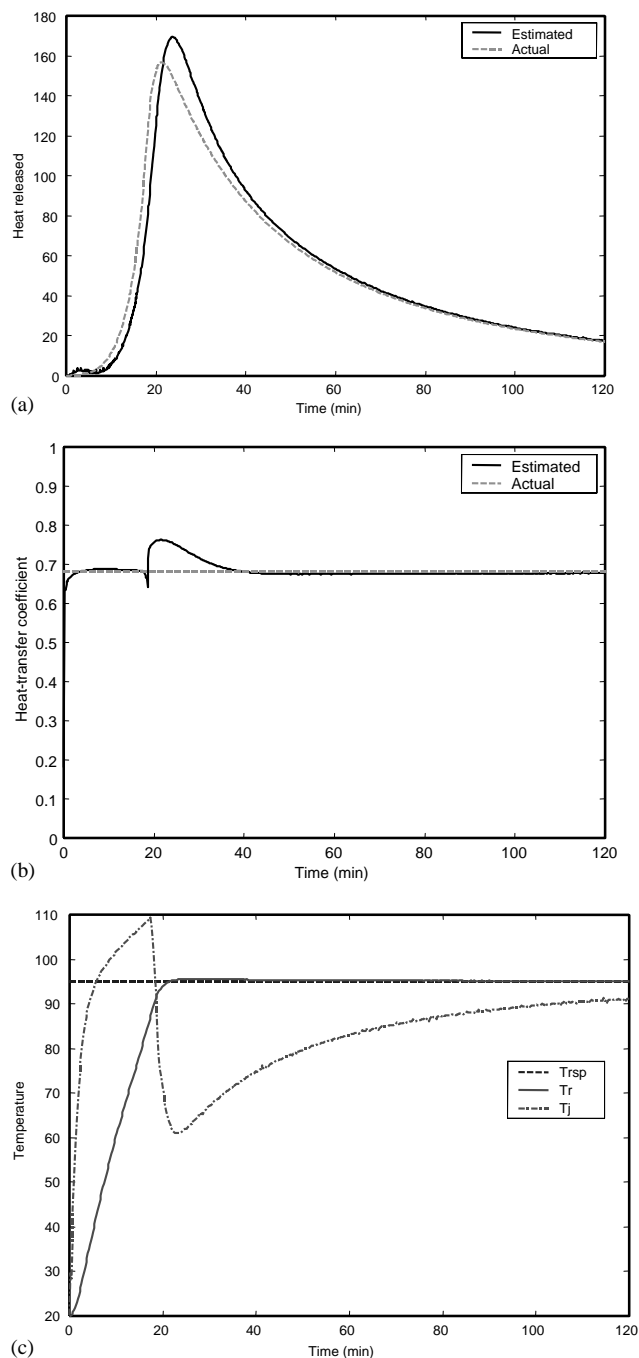 180
160
140
120
100
80
60
40
20
0
Heat released
Estimated
Actual
0 20 40 60 80 100 120
Time (min)
(a)
1
0.9
0.8
0.7
0.6
0.5
0.4
0.3
0.2
0.1
0
Heat-transfer coefficient
Estimated
Actual
0 20 40 60 80 100 120
Time (min)
(b)
110
100
90
80
70
60
50
40
30
20
Temperature
Trsp
Tr
Tj
0 20 40 60 80 100 120
Time (min)
(c)